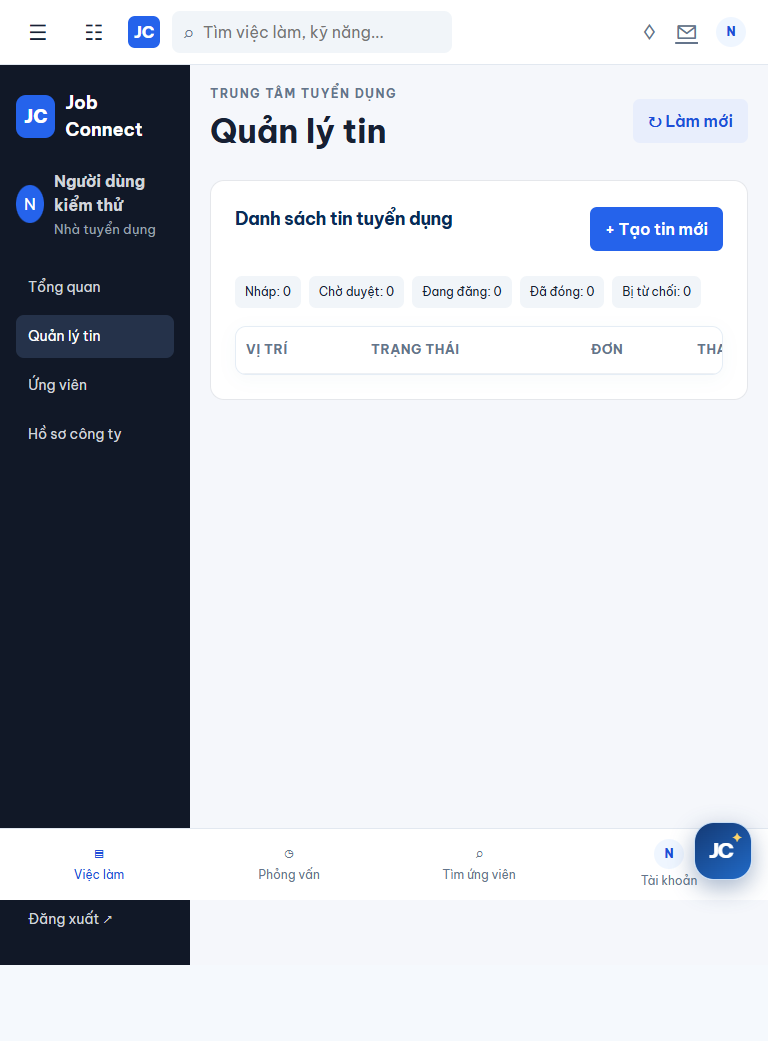 JC
Tìm việc làm, kỹ năng...
N
JC
Job
Connect
N
Người dùng
kiểm thử
Nhà tuyển dụng
Tổng quan
Quản lý tin
Ứng viên
Hồ sơ công ty
TRUNG TÂM TUYỂN DỤNG
Quản lý tin
↻ Làm mới
Danh sách tin tuyển dụng
+ Tạo tin mới
Nháp: 0
Chờ duyệt: 0
Đang đăng: 0
Đã đóng: 0
Bị từ chối: 0
VỊ TRÍ
TRẠNG THÁI
ĐƠN
Việc làm
Phỏng vấn
Tìm ứng viên
N
Tài khoản
JC
Đăng xuất ↗